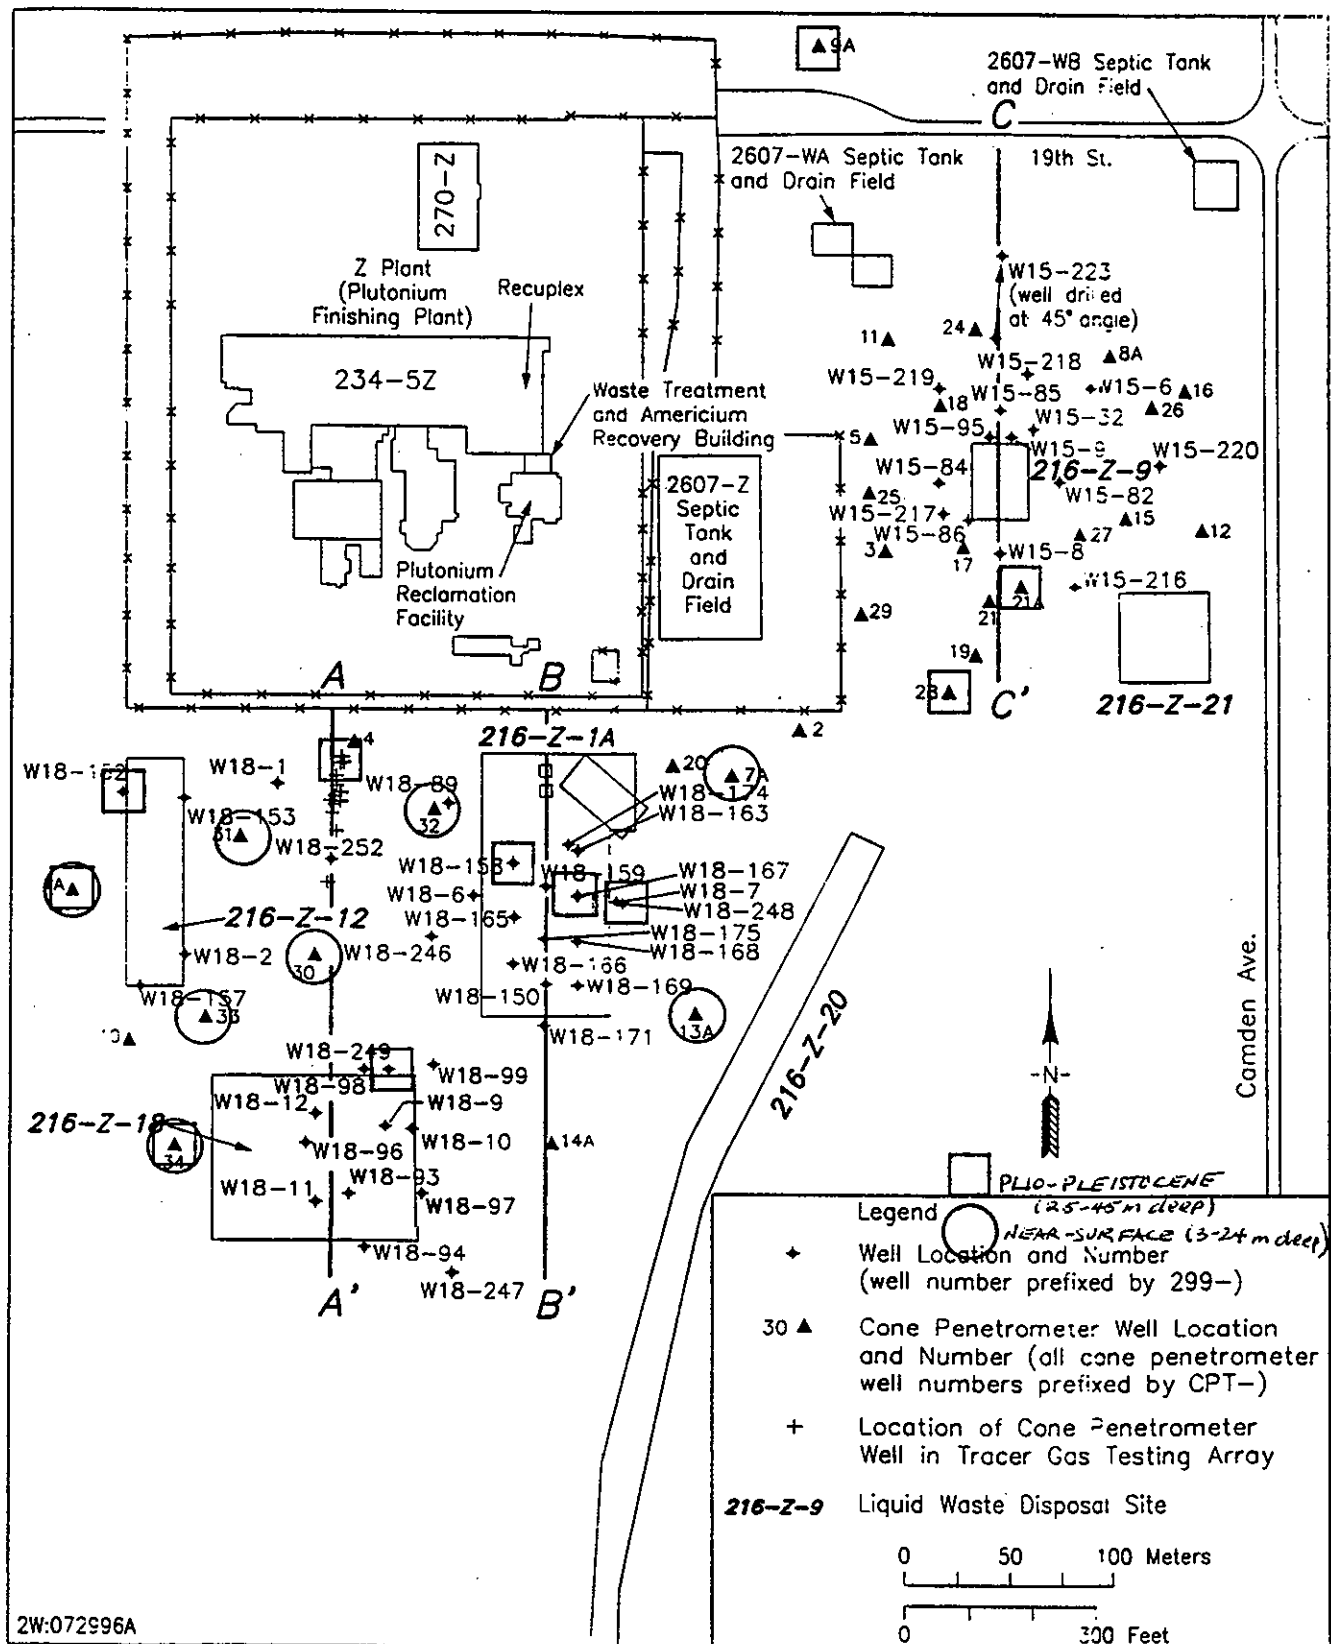 9A
2607-WB Septic Tank
and Drain Field
C
2607-WA Septic Tank
and Drain Field
19th St.
270-Z
Z Plant
(Plutonium
Finishing Plant)
Recuplex
W15-223
(well drilled
at 45° angle)
24
11
8A
W15-218
W15-219
W15-6
16
234-5Z
Waste Treatment
and Americium
Recovery Building
W15-85
18
26
W15-32
W15-95
5
W15-9
W15-220
W15-84
216-Z-9
2607-Z
Septic
Tank
and
Drain
Field
25
W15-82
W15-217
15
W15-86
27
12
3
17
W15-8
Plutonium
Reclamation
Facility
W15-216
21A
21
29
19
A
B
28
C'
216-Z-21
2
216-Z-1A
4
W18-152
W18-1
W18-89
20
7A
W18-174
W18-163
W18-153
31
32
W18-252
W18-158
W18-159
W18-167
W18-6
W18-7
W18-248
216-Z-12
W18-165
W18-175
W18-168
W18-2
W18-246
30
W18-166
W18-150
W18-169
W18-157
33
13A
W18-171
216-Z-20
Camden Ave.
W18-249
W18-98
W18-99
W18-12
W18-9
216-Z-18
34
W18-96
W18-10
14A
W18-93
W18-11
W18-97
W18-94
W18-247
A'
B'
-N-
PLIO-PLEISTOCENE
(25-45 m deep)
Legend
NEAR-SURFACE (3-24 m deep)
Well Location and Number
(well number prefixed by 299-)
30
Cone Penetrometer Well Location
and Number (all cone penetrometer
well numbers prefixed by CPT-)
+ Location of Cone Penetrometer
Well in Tracer Gas Testing Array
216-Z-9 Liquid Waste Disposal Site
0 50 100 Meters
0 300 Feet
2W:072996A